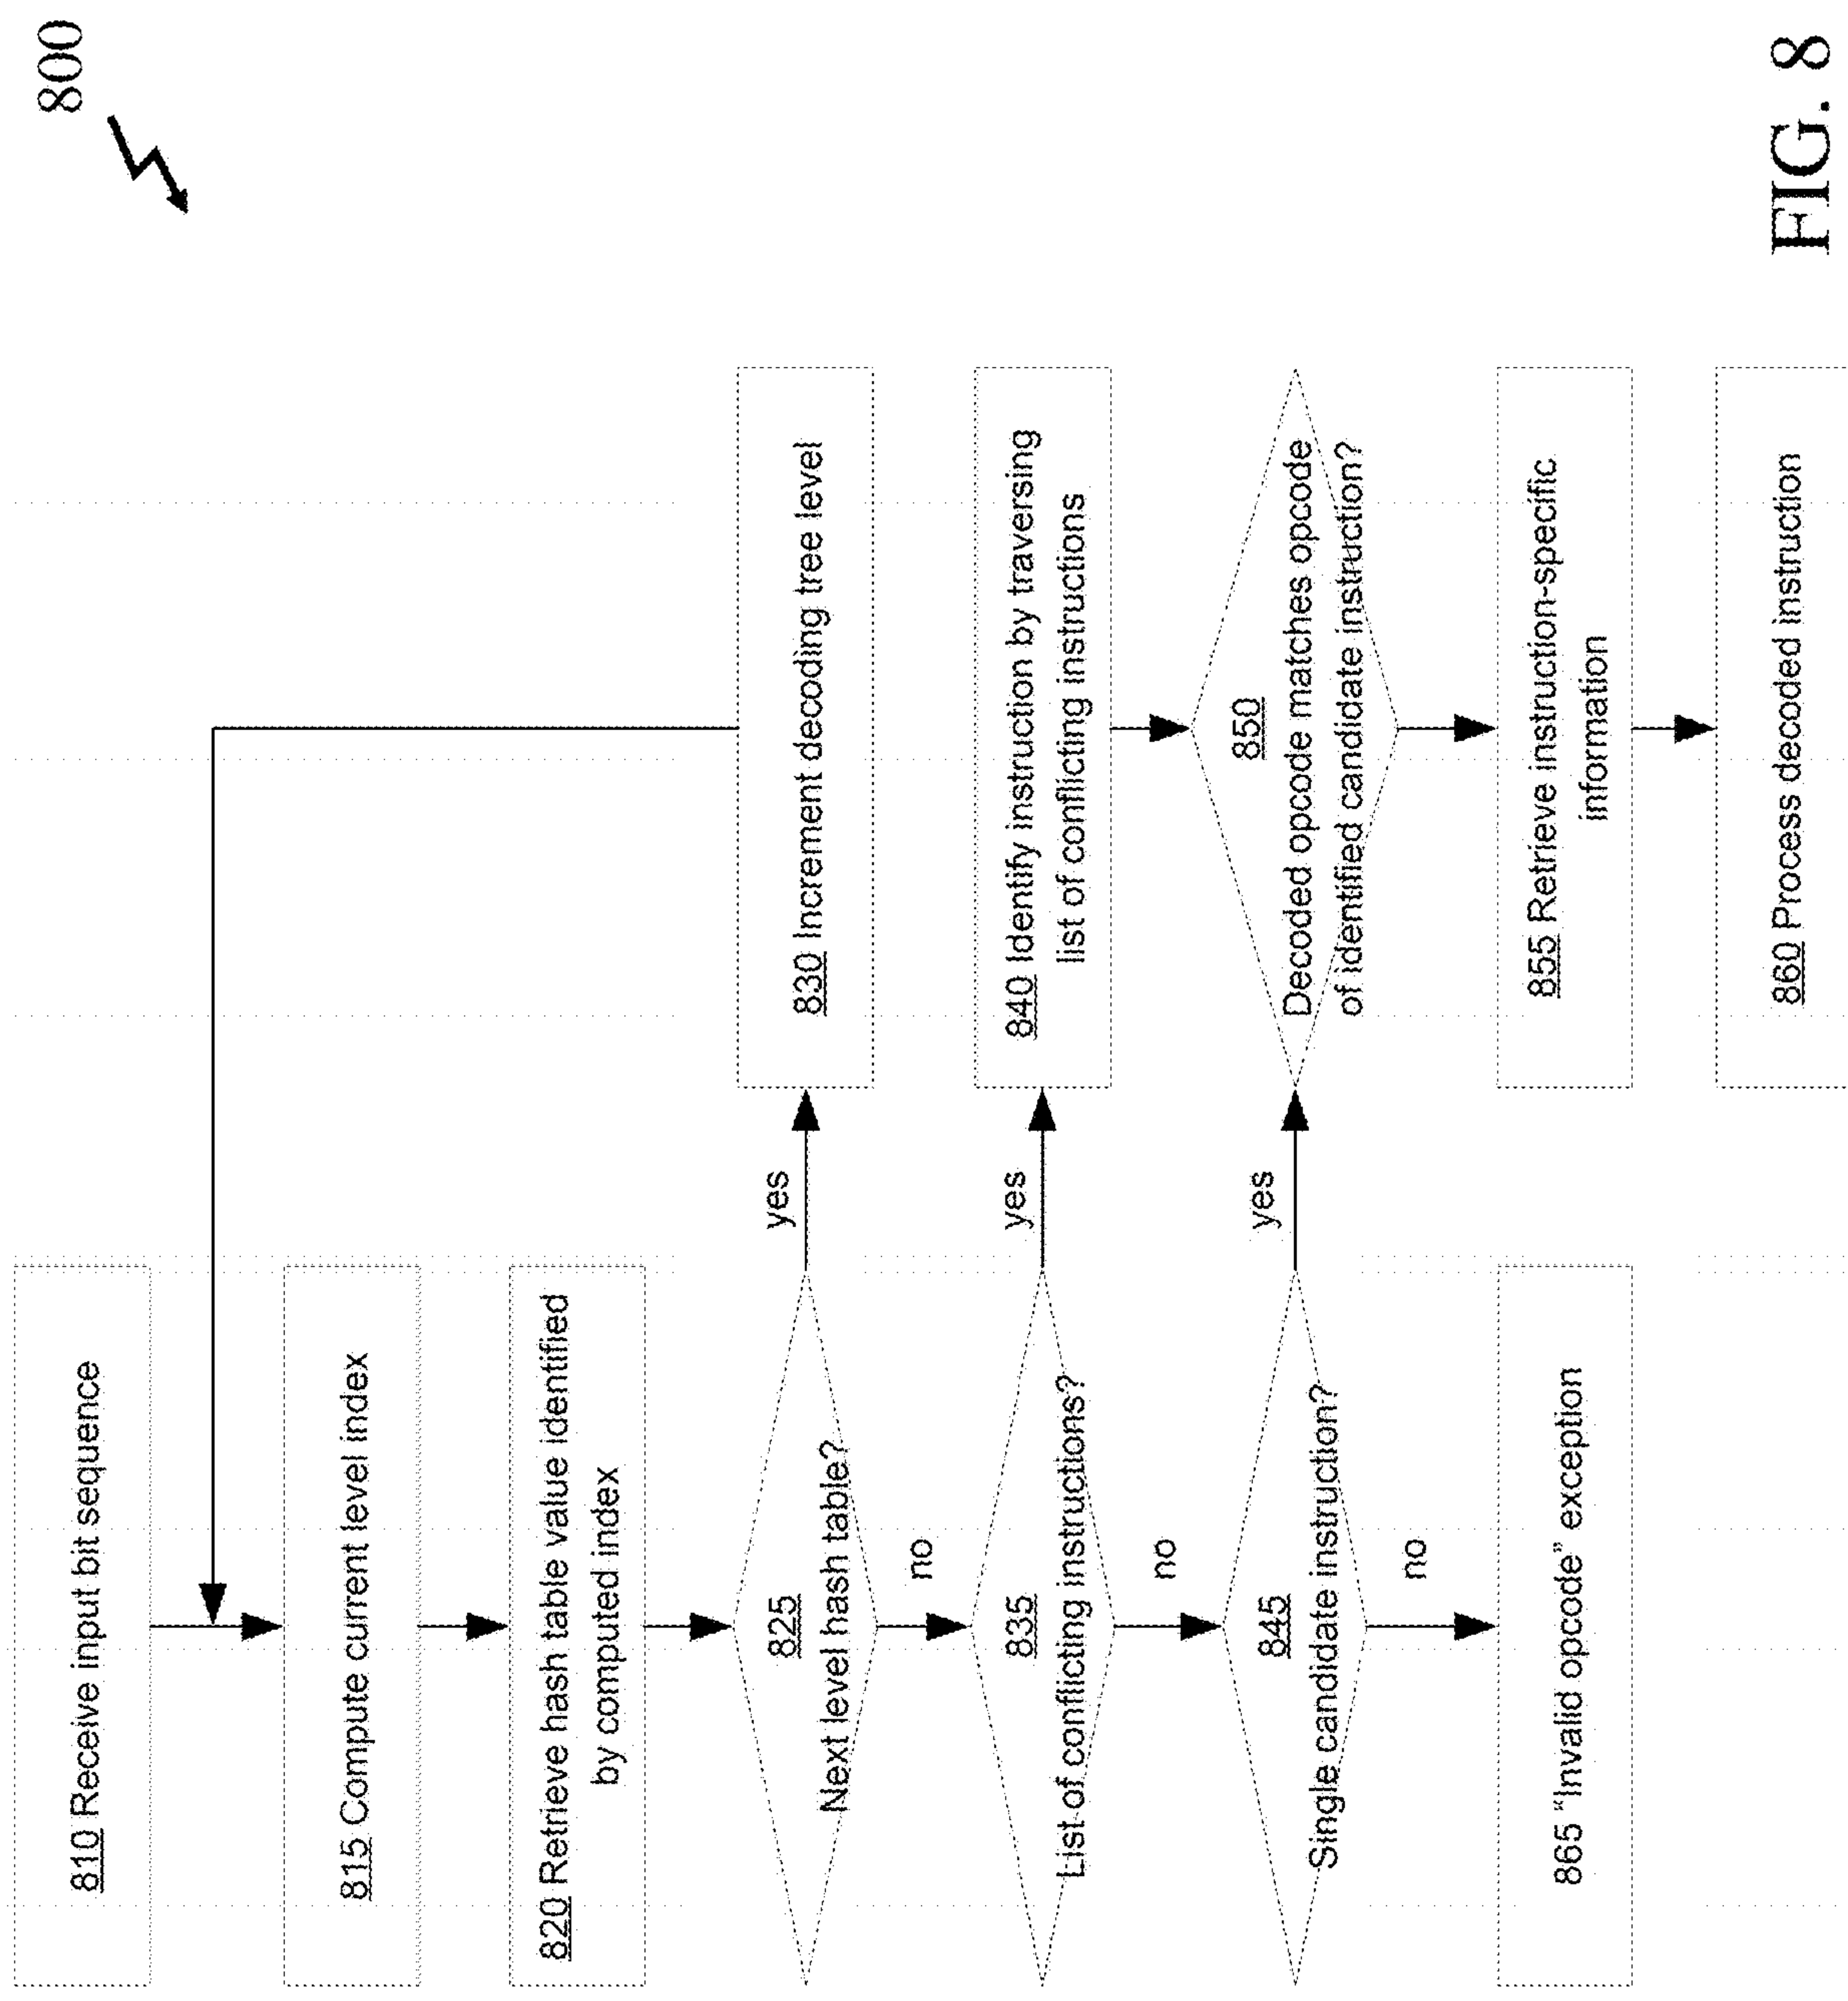 800
810 Receive input bit sequence
815 Compute current level index
820 Retrieve hash table value identified
by computed index
825
Next level hash table?
yes
830 Increment decoding tree level
no
835
List of conflicting instructions?
yes
840 Identify instruction by traversing
list of conflicting instructions
no
845
Single candidate instruction?
yes
850
Decoded opcode matches opcode
of identified candidate instruction?
no
865 "Invalid opcode" exception
855 Retrieve instruction-specific
information
860 Process decoded instruction
FIG. 8